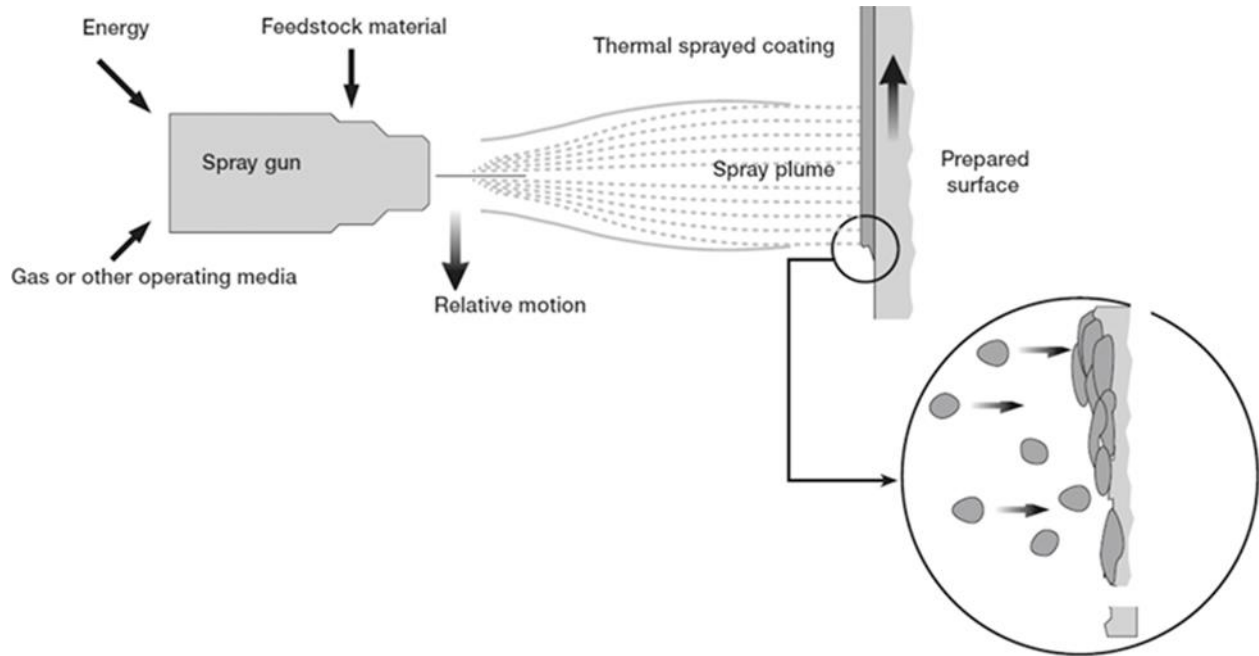 Energy
Feedstock material
Thermal sprayed coating
Spray gun
Spray plume
Prepared
surface
Gas or other operating media
Relative motion